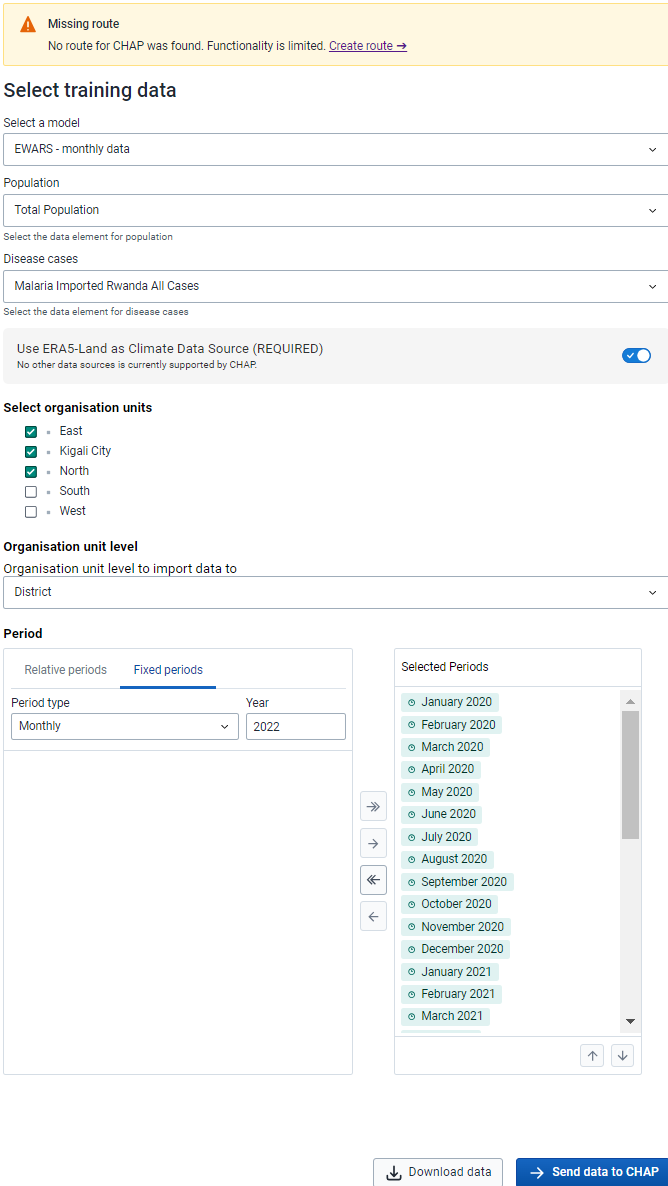 Missing route
No route for CHAP was found. Functionality is limited. Create route →
Select training data
Select a model
EWARS - monthly data
Population
Total Population
Select the data element for population
Disease cases
Malaria Imported Rwanda All Cases
Select the data element for disease cases
Use ERA5-Land as Climate Data Source (REQUIRED)
No other data sources is currently supported by CHAP.
Select organisation units
East
Kigali City
North
South
West
Organisation unit level
Organisation unit level to import data to
District
Period
Relative periods Fixed periods
Period type Year
Monthly 2022
Selected Periods
January 2020
February 2020
March 2020
April 2020
May 2020
June 2020
July 2020
August 2020
September 2020
October 2020
November 2020
December 2020
January 2021
February 2021
March 2021
Download data → Send data to CHAP